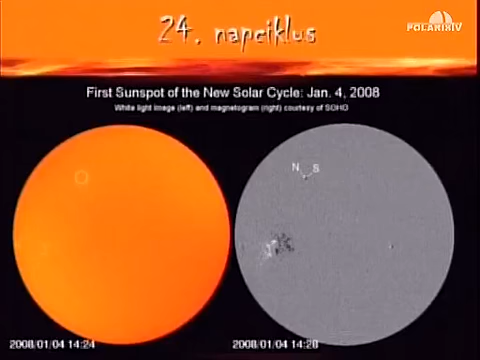 24. napciklus
POLARIS TV
First Sunspot of the New Solar Cycle: Jan. 4, 2008
White light image (left) and magnetogram (right) courtesy of SOHO
N S
2008/01/04 14:24
2008/01/04 14:28